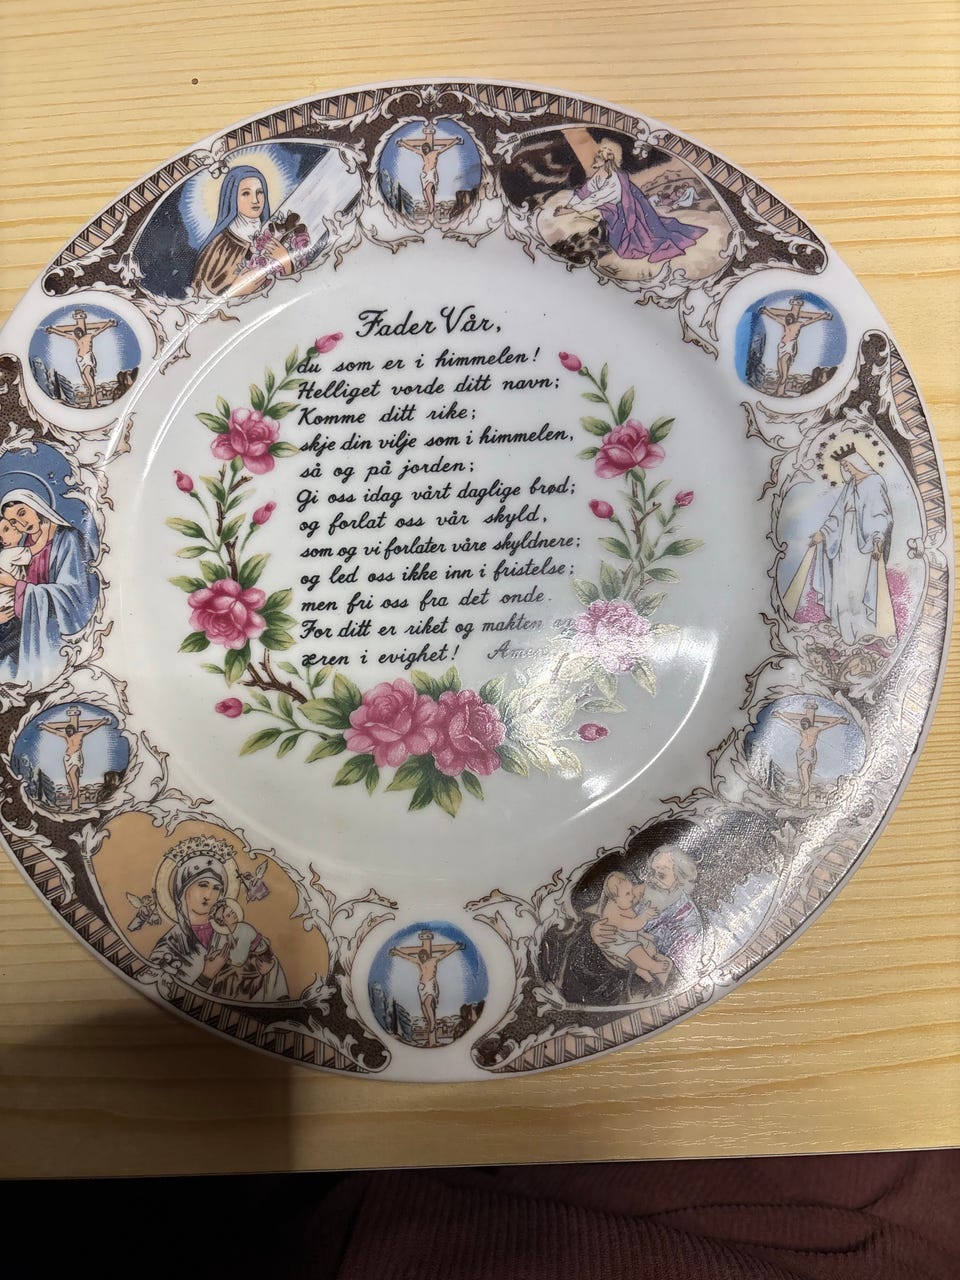 Fader Vår,
du som er i himmelen!
Helliget vorde ditt navn;
Komme ditt rike;
skje din vilje som i himmelen,
så og på jorden;
Gi oss idag vårt daglige brød;
og forlat oss vår skyld,
som og vi forlater våre skyldnere;
og led oss ikke inn i fristelse;
men fri oss fra det onde.
For ditt er riket og makten
æren i evighet! Amen